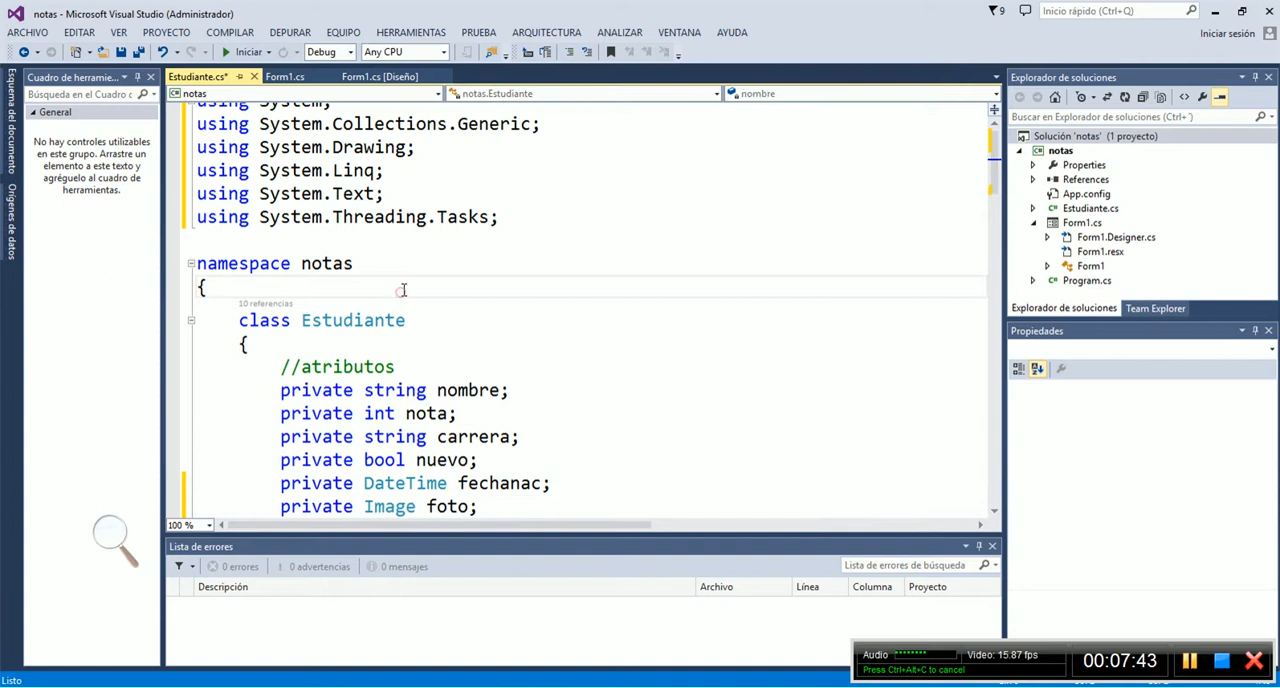 notas - Microsoft Visual Studio (Administrador)
9
Inicio rápido (Ctrl+Q)
ARCHIVO EDITAR VER PROYECTO COMPILAR DEPURAR EQUIPO HERRAMIENTAS PRUEBA ARQUITECTURA ANALIZAR VENTANA AYUDA
Iniciar sesión
Iniciar Debug Any CPU
Esquema del documento
Orígenes de datos
Cuadro de herramie...
Búsqueda en el Cuadro
General
No hay controles utilizables
en este grupo. Arrastre un
elemento a este texto y
agréguelo al cuadro de
herramientas.
Estudiante.cs* Form1.cs Form1.cs [Diseño]
notas notas.Estudiante nombre
using System;
using System.Collections.Generic;
using System.Drawing;
using System.Linq;
using System.Text;
using System.Threading.Tasks;
namespace notas
{
10 referencias
class Estudiante
{
//atributos
private string nombre;
private int nota;
private string carrera;
private bool nuevo;
private DateTime fechanac;
private Image foto;
100 %
Lista de errores
0 errores 0 advertencias 0 mensajes
Lista de errores de búsqueda
Descripción Archivo Línea Columna Proyecto
Explorador de soluciones
Buscar en Explorador de soluciones (Ctrl+
Solución 'notas' (1 proyecto)
notas
Properties
References
App.config
Estudiante.cs
Form1.cs
Form1.Designer.cs
Form1.resx
Form1
Program.cs
Explorador de soluciones Team Explorer
Propiedades
Audio Video: 15.87 fps
Press Ctrl+Alt+C to cancel
00:07:43
Listo